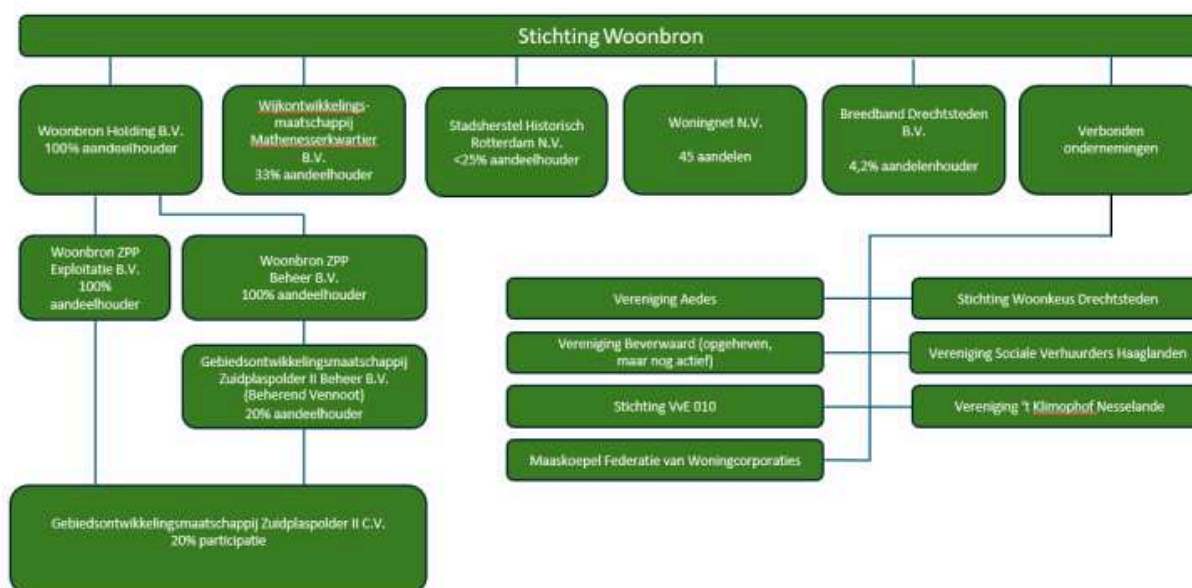 Stichting Woonbron
Woonbron Holding B.V.
100% aandeelhouder
Wijkontwikkelings-
maatschappij
Mathenesserkwartier
B.V.
33% aandeelhouder
Stadsherstel Historisch
Rotterdam N.V.
<25% aandeelhouder
Woningnet N.V.
45 aandelen
Breedband Drechtsteden
B.V.
4,2% aandelenhouder
Verbonden
ondernemingen
Woonbron ZPP
Exploitatie B.V.
100%
aandeelhouder
Woonbron ZPP
Beheer B.V.
100% aandeelhouder
Gebiedsontwikkelingsmaatschappij
Zuidplaspolder II Beheer B.V.
(Beherend Vennoot)
20% aandeelhouder
Gebiedsontwikkelingsmaatschappij Zuidplaspolder II C.V.
20% participatie
Vereniging Aedes
Stichting Woonkeus Drechtsteden
Vereniging Beverwaard (opgeheven,
maar nog actief)
Vereniging Sociale Verhuurders Haaglanden
Stichting VvE 010
Vereniging 't Klimophof Nesselande
Maaskoepel Federatie van Woningcorporaties